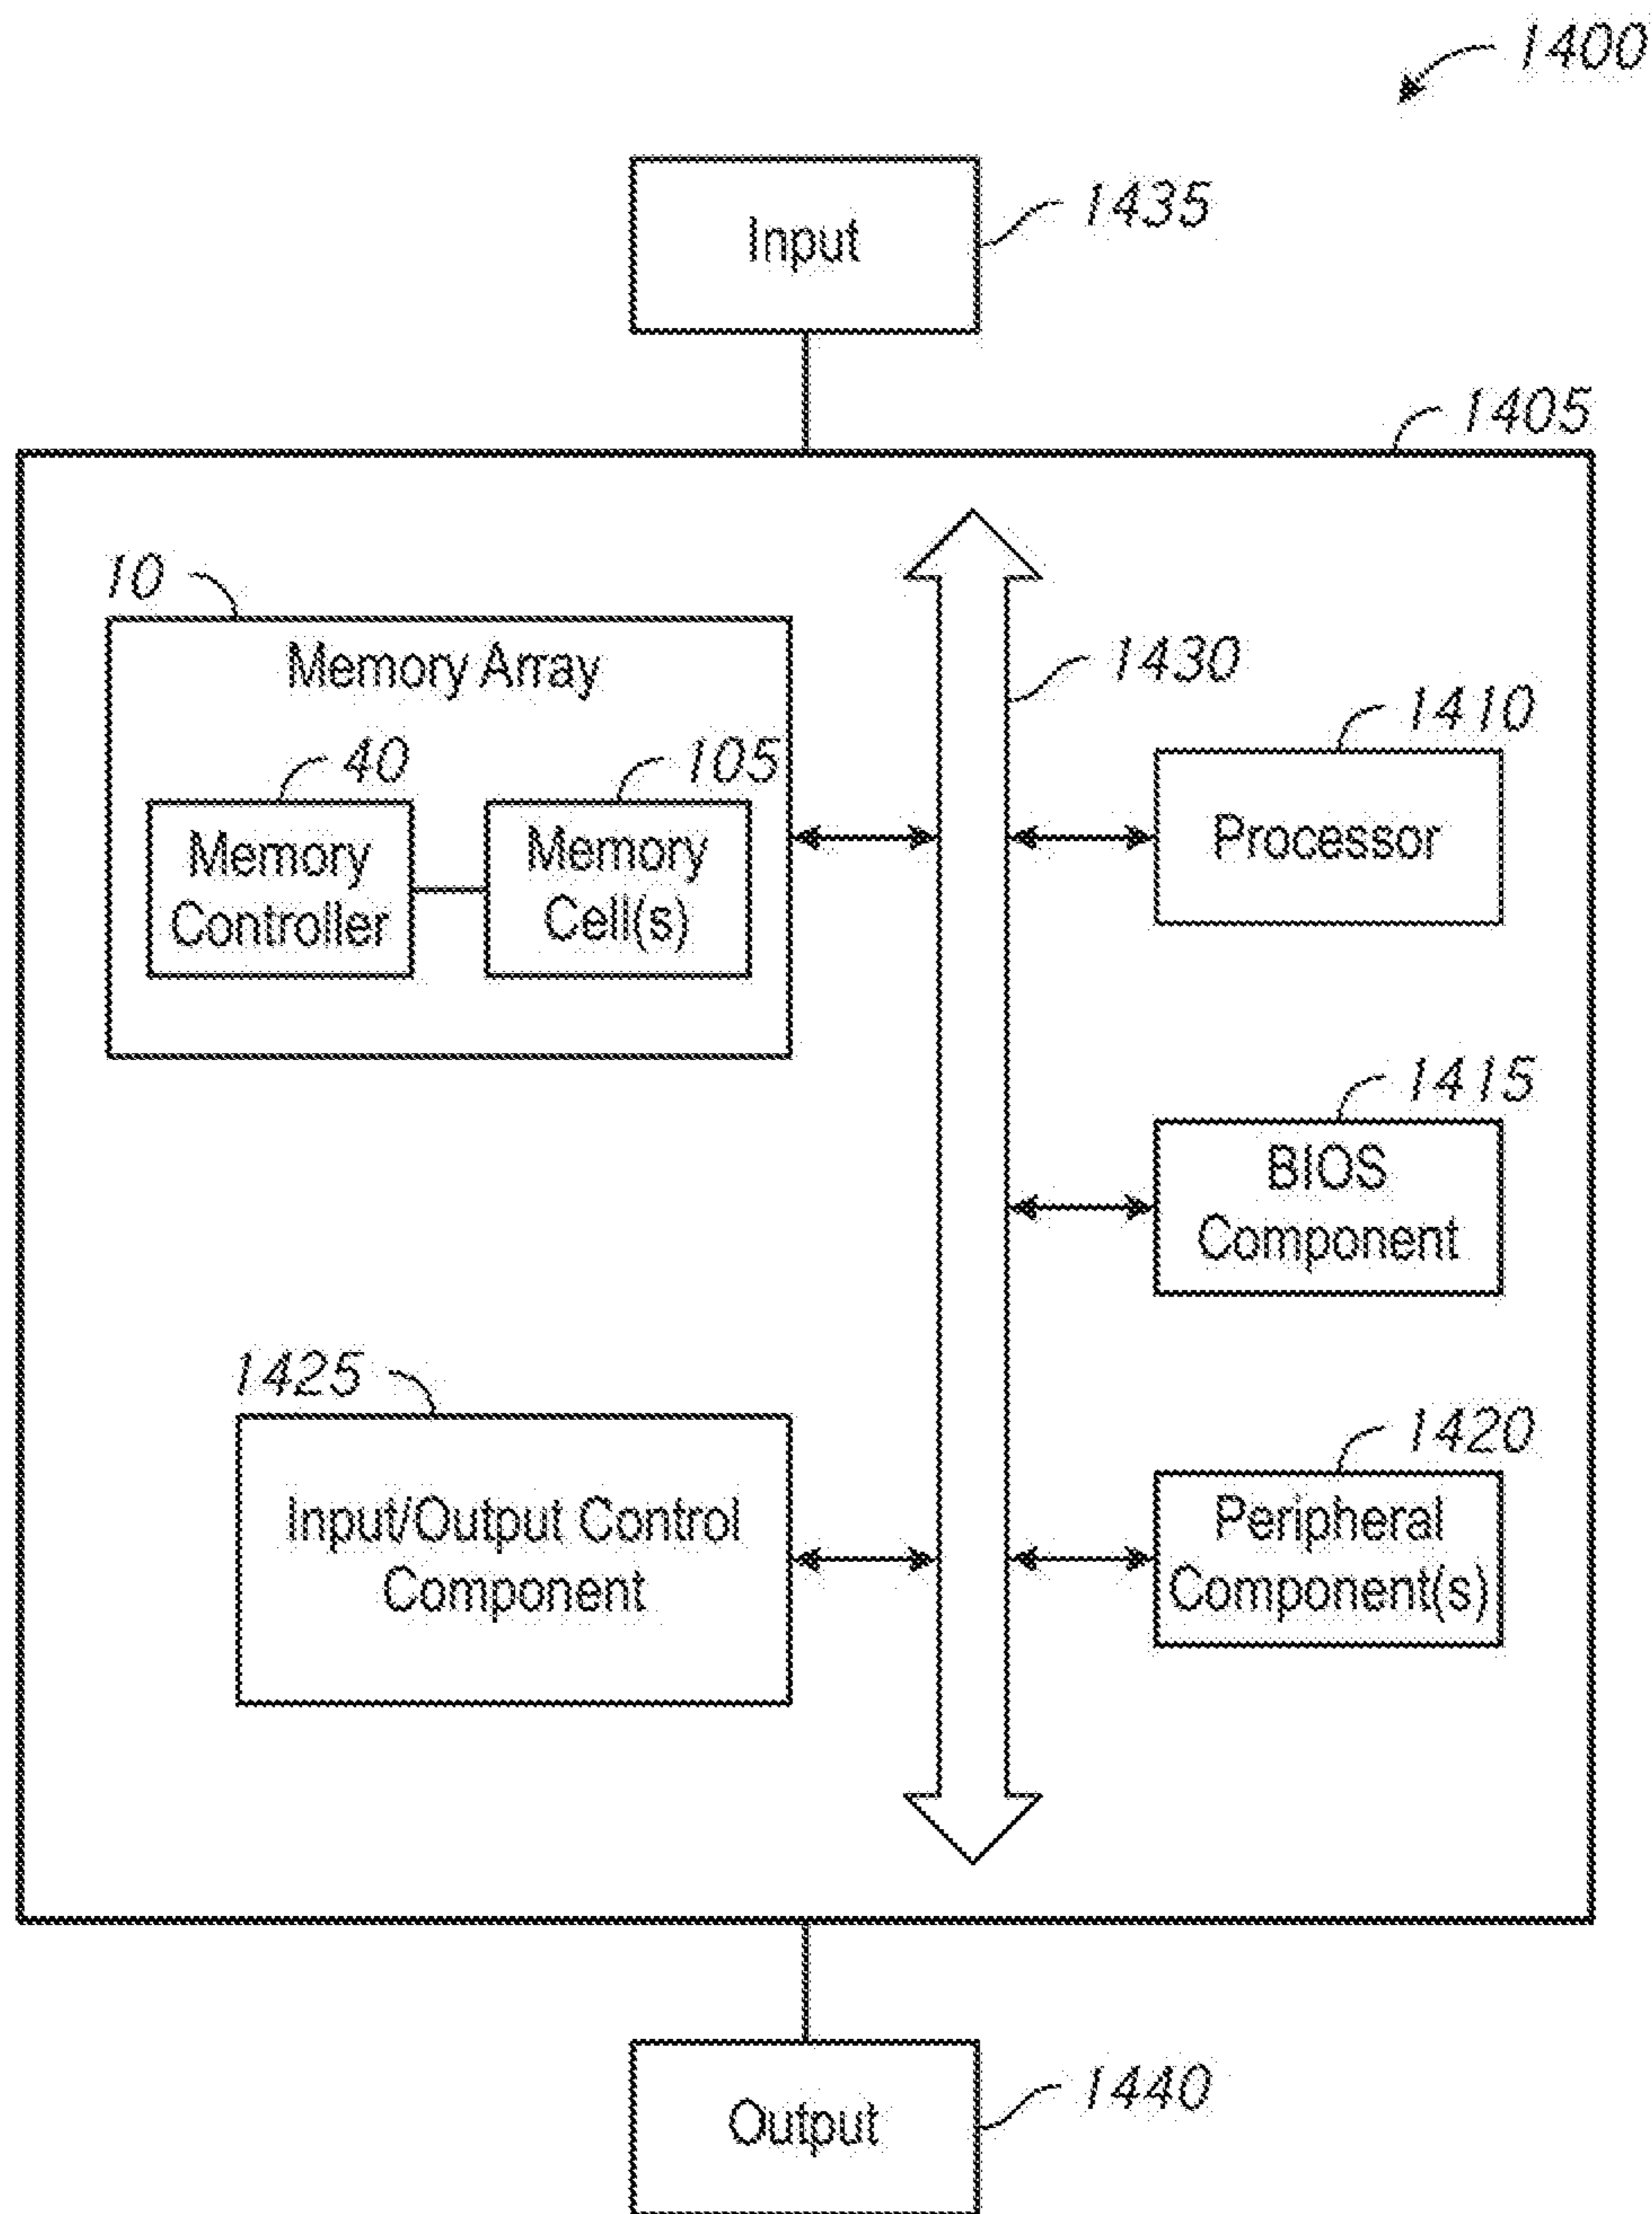 1400
Input
1435
1405
10
Memory Array
1430
40
105
1410
Memory
Controller
Memory
Cell(s)
Processor
1415
BIOS
Component
1425
Input/Output Control
Component
1420
Peripheral
Component(s)
Output
1440